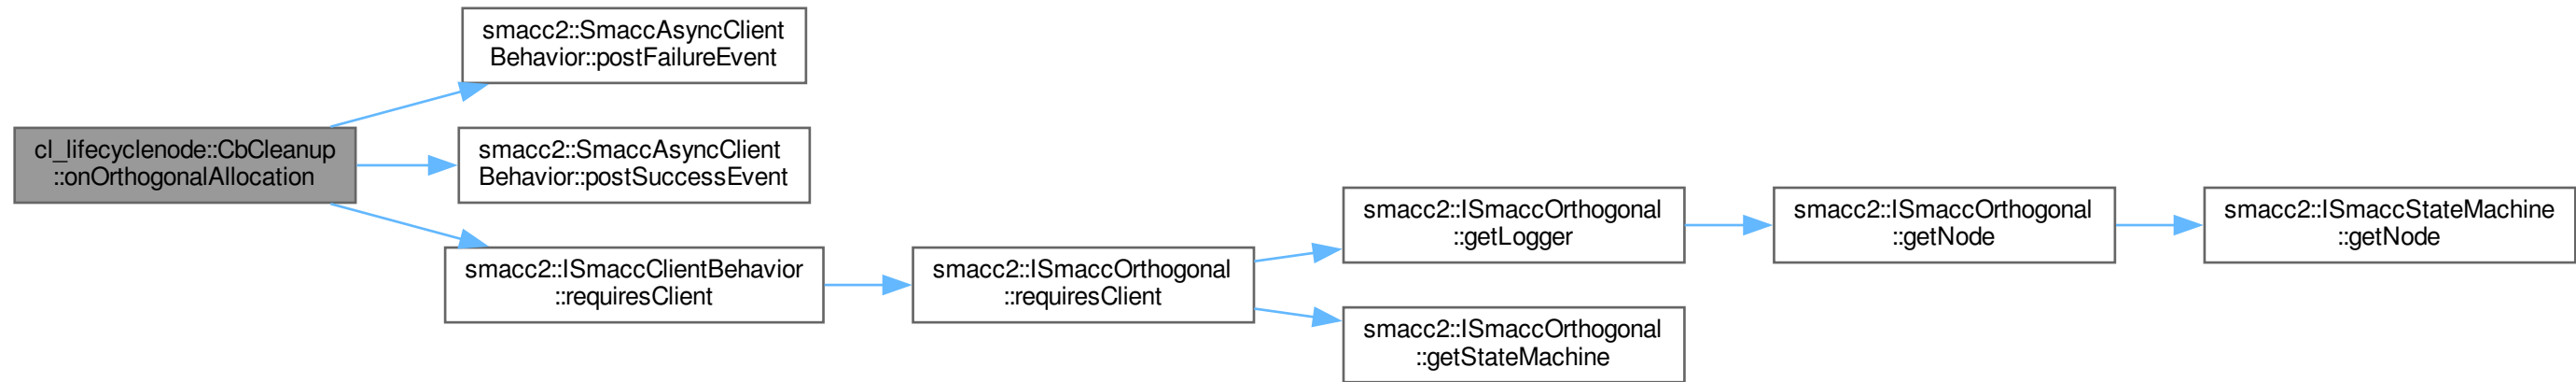 smacc2::SmaccAsyncClient
Behavior::postFailureEvent
cl_lifecyclenode::CbCleanup
::onOrthogonalAllocation
smacc2::SmaccAsyncClient
Behavior::postSuccessEvent
smacc2::ISmaccClientBehavior
::requiresClient
smacc2::ISmaccOrthogonal
::requiresClient
smacc2::ISmaccOrthogonal
::getLogger
smacc2::ISmaccOrthogonal
::getNode
smacc2::ISmaccStateMachine
::getNode
smacc2::ISmaccOrthogonal
::getStateMachine